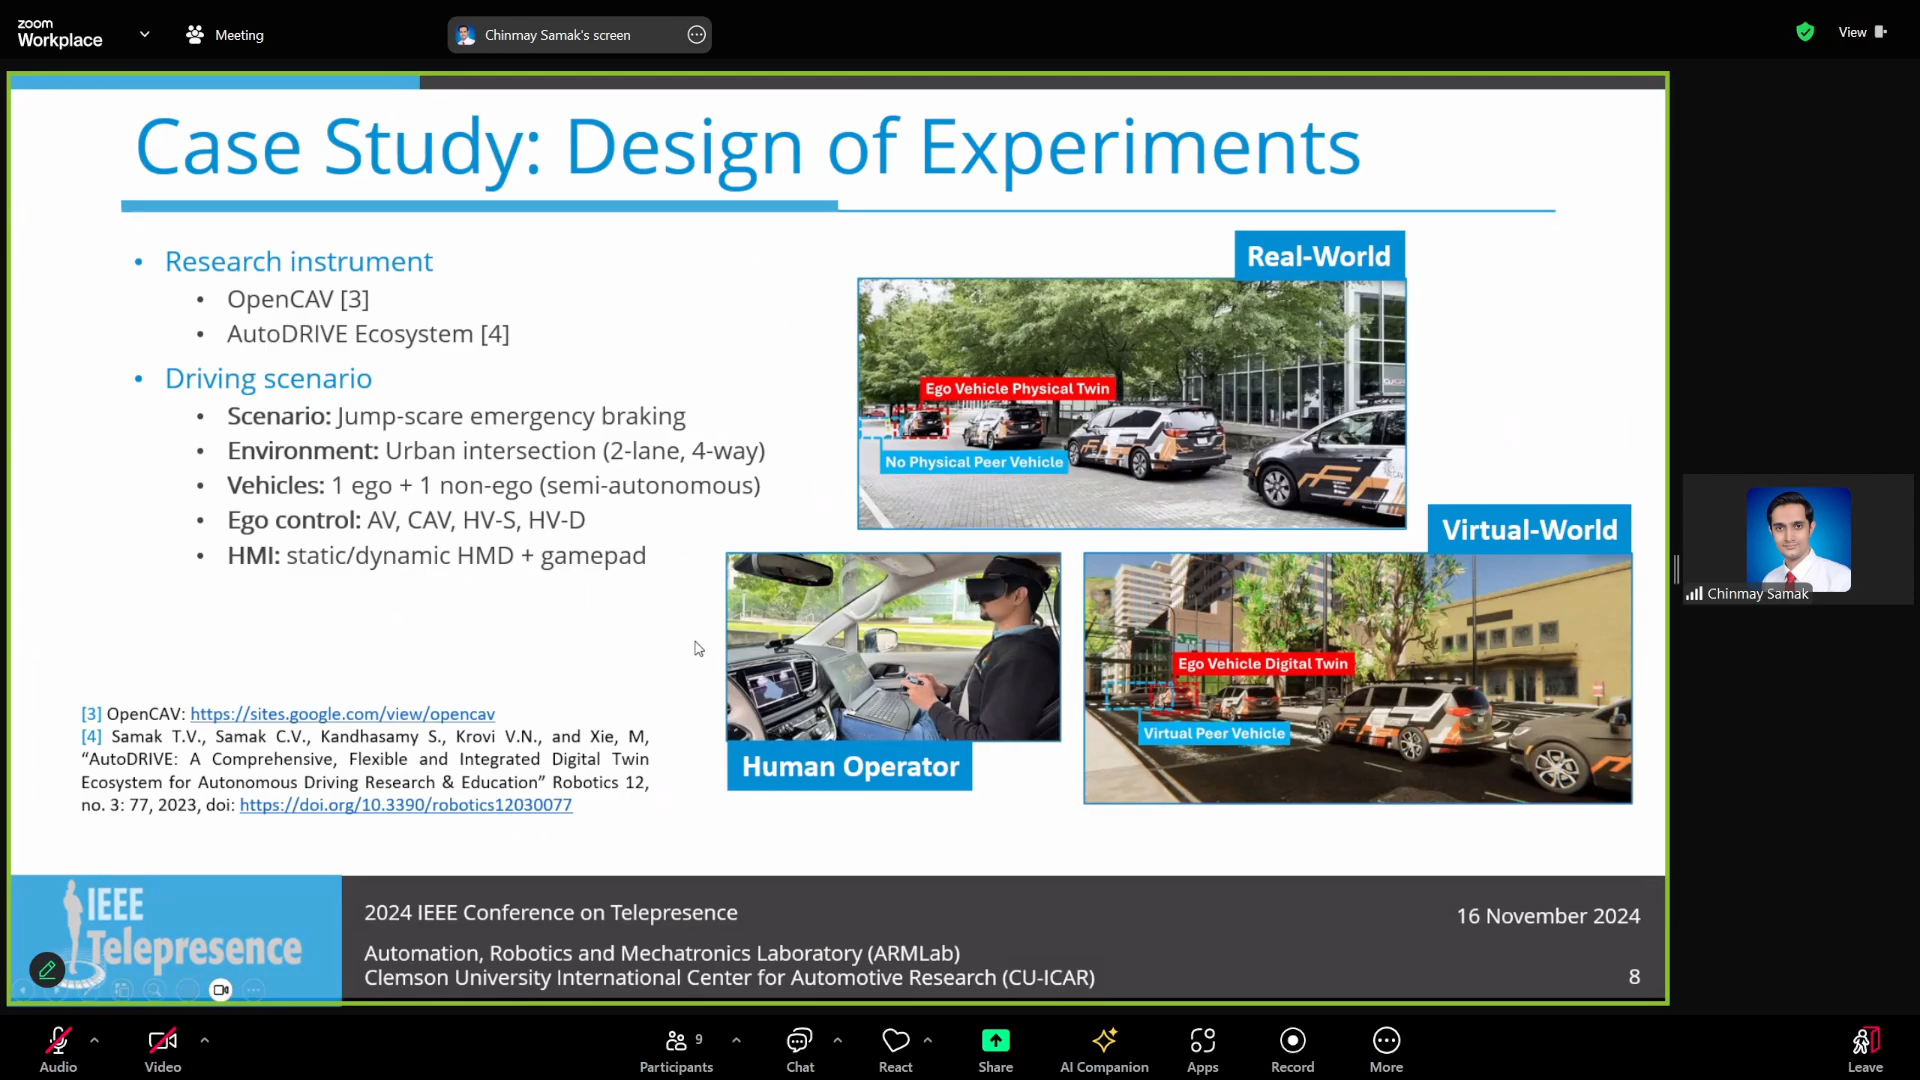 zoom
Workplace
Meeting
Chinmay Samak's screen
View
Case Study: Design of Experiments
• Research instrument
• OpenCAV [3]
• AutoDRIVE Ecosystem [4]
• Driving scenario
• Scenario: Jump-scare emergency braking
• Environment: Urban intersection (2-lane, 4-way)
• Vehicles: 1 ego + 1 non-ego (semi-autonomous)
• Ego control: AV, CAV, HV-S, HV-D
• HMI: static/dynamic HMD + gamepad
[3] OpenCAV: https://sites.google.com/view/opencav
[4] Samak T.V., Samak C.V., Kandhasamy S., Krovi V.N., and Xie, M,
“AutoDRIVE: A Comprehensive, Flexible and Integrated Digital Twin
Ecosystem for Autonomous Driving Research & Education” Robotics 12,
no. 3: 77, 2023, doi: https://doi.org/10.3390/robotics12030077
Real-World
Ego Vehicle Physical Twin
No Physical Peer Vehicle
Virtual-World
Ego Vehicle Digital Twin
Virtual Peer Vehicle
Human Operator
Chinmay Samak
IEEE
Telepresence
2024 IEEE Conference on Telepresence
16 November 2024
Automation, Robotics and Mechatronics Laboratory (ARMLab)
Clemson University International Center for Automotive Research (CU-ICAR)
8
Audio
Video
9
Participants
Chat
React
Share
AI Companion
Apps
Record
More
Leave